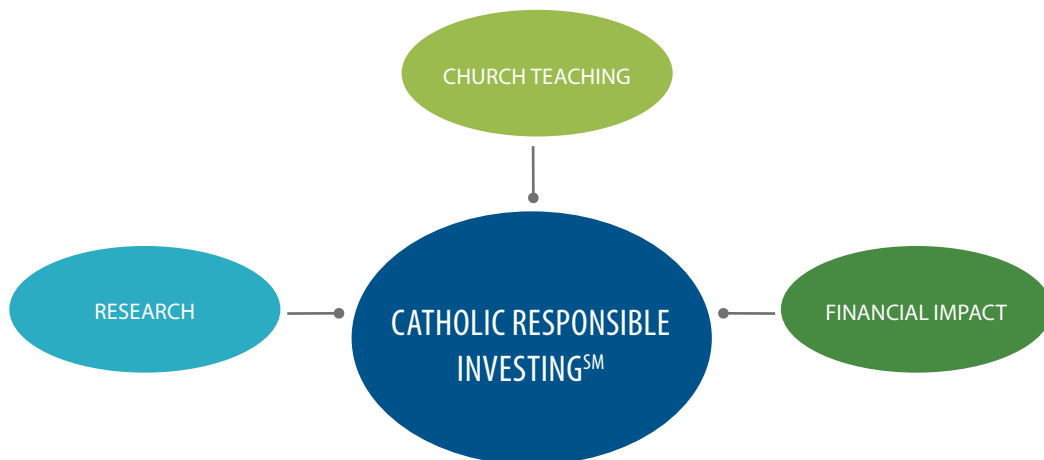 CHURCH TEACHING
RESEARCH
CATHOLIC RESPONSIBLE
INVESTING℠
FINANCIAL IMPACT